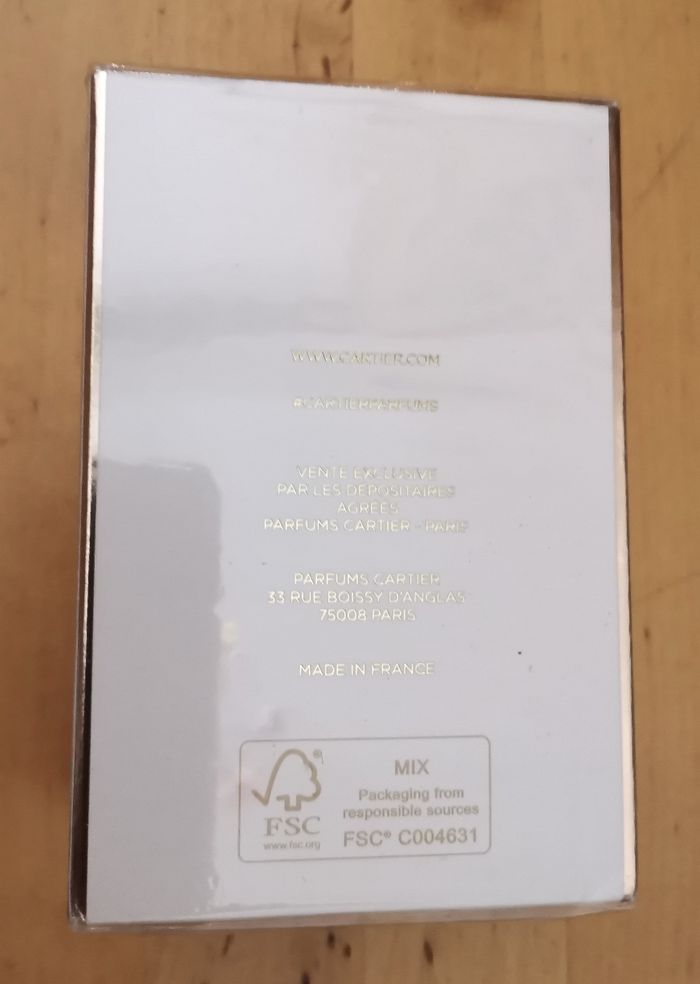 WWW.CARTIER.COM
#CARTIERPARFUMS
VENTE EXCLUSIVE
PAR LES DEPOSITAIRES
AGREES
PARFUMS CARTIER - PARIS
PARFUMS CARTIER
33 RUE BOISSY D'ANGLAS
75008 PARIS
MADE IN FRANCE
®
FSC
www.fsc.org
MIX
Packaging from
responsible sources
FSC® C004631